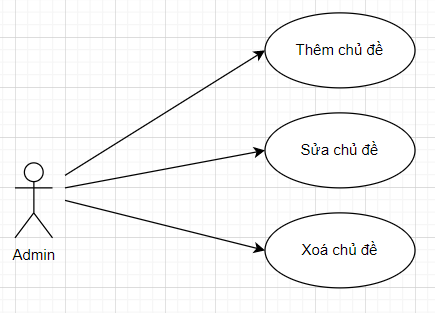 Thêm chủ đề
Sửa chủ đề
Xoá chủ đề
Admin